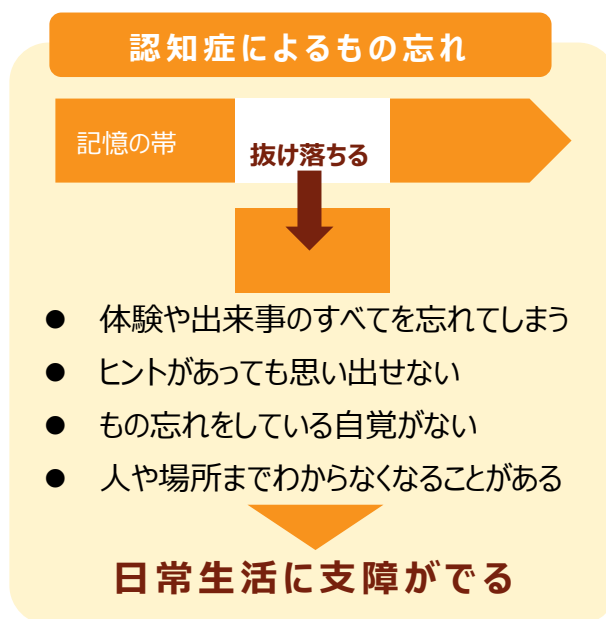 認知症によるもの忘れ
記憶の帯
抜け落ちる
● 体験や出来事のすべてを忘れてしまう
● ヒントがあっても思い出せない
● もの忘れをしている自覚がない
● 人や場所までわからなくなることがある
日常生活に支障がでる